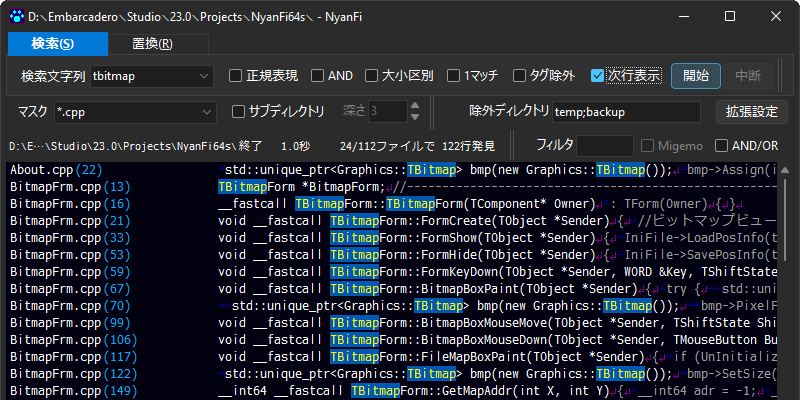 D:\Embarcadero\Studio\23.0\Projects\NyanFi64s\ - NyanFi
検索(S) 置換(R)
検索文字列 tbitmap 正規表現 AND 大小区別 1マッチ タグ除外 次行表示 開始 中断
マスク *.cpp サブディレクトリ 深さ 3 除外ディレクトリ temp;backup 拡張設定
D:\E…\Studio\23.0\Projects\NyanFi64s\ 終了 1.0秒 24/112ファイルで 122行発見 フィルタ Migemo AND/OR
About.cpp(22) std::unique_ptr<Graphics::TBitmap> bmp(new Graphics::TBitmap()); bmp->Assign(i
BitmapFrm.cpp(13) TBitmapForm *BitmapForm; //---------------------------------------------------
BitmapFrm.cpp(16) __fastcall TBitmapForm::TBitmapForm(TComponent* Owner) : TForm(Owner) { }
BitmapFrm.cpp(21) void __fastcall TBitmapForm::FormCreate(TObject *Sender) { //ビットマップビュー
BitmapFrm.cpp(33) void __fastcall TBitmapForm::FormShow(TObject *Sender) { IniFile->LoadPosInfo(t
BitmapFrm.cpp(53) void __fastcall TBitmapForm::FormHide(TObject *Sender) { IniFile->SavePosInfo(t
BitmapFrm.cpp(59) void __fastcall TBitmapForm::FormKeyDown(TObject *Sender, WORD &Key, TShiftState
BitmapFrm.cpp(67) void __fastcall TBitmapForm::BitmapBoxPaint(TObject *Sender) { try { std::uni
BitmapFrm.cpp(70) std::unique_ptr<Graphics::TBitmap> bmp(new Graphics::TBitmap()); bmp->PixelF
BitmapFrm.cpp(99) void __fastcall TBitmapForm::BitmapBoxMouseMove(TObject *Sender, TShiftState Shi
BitmapFrm.cpp(106) void __fastcall TBitmapForm::BitmapBoxMouseDown(TObject *Sender, TMouseButton Bu
BitmapFrm.cpp(117) void __fastcall TBitmapForm::FileMapBoxPaint(TObject *Sender) { if (UnInitializ
BitmapFrm.cpp(122) std::unique_ptr<Graphics::TBitmap> bmp(new Graphics::TBitmap()); bmp->SetSize(
BitmapFrm.cpp(149) __int64 __fastcall TBitmapForm::GetMapAddr(int X, int Y) { __int64 adr = -1;